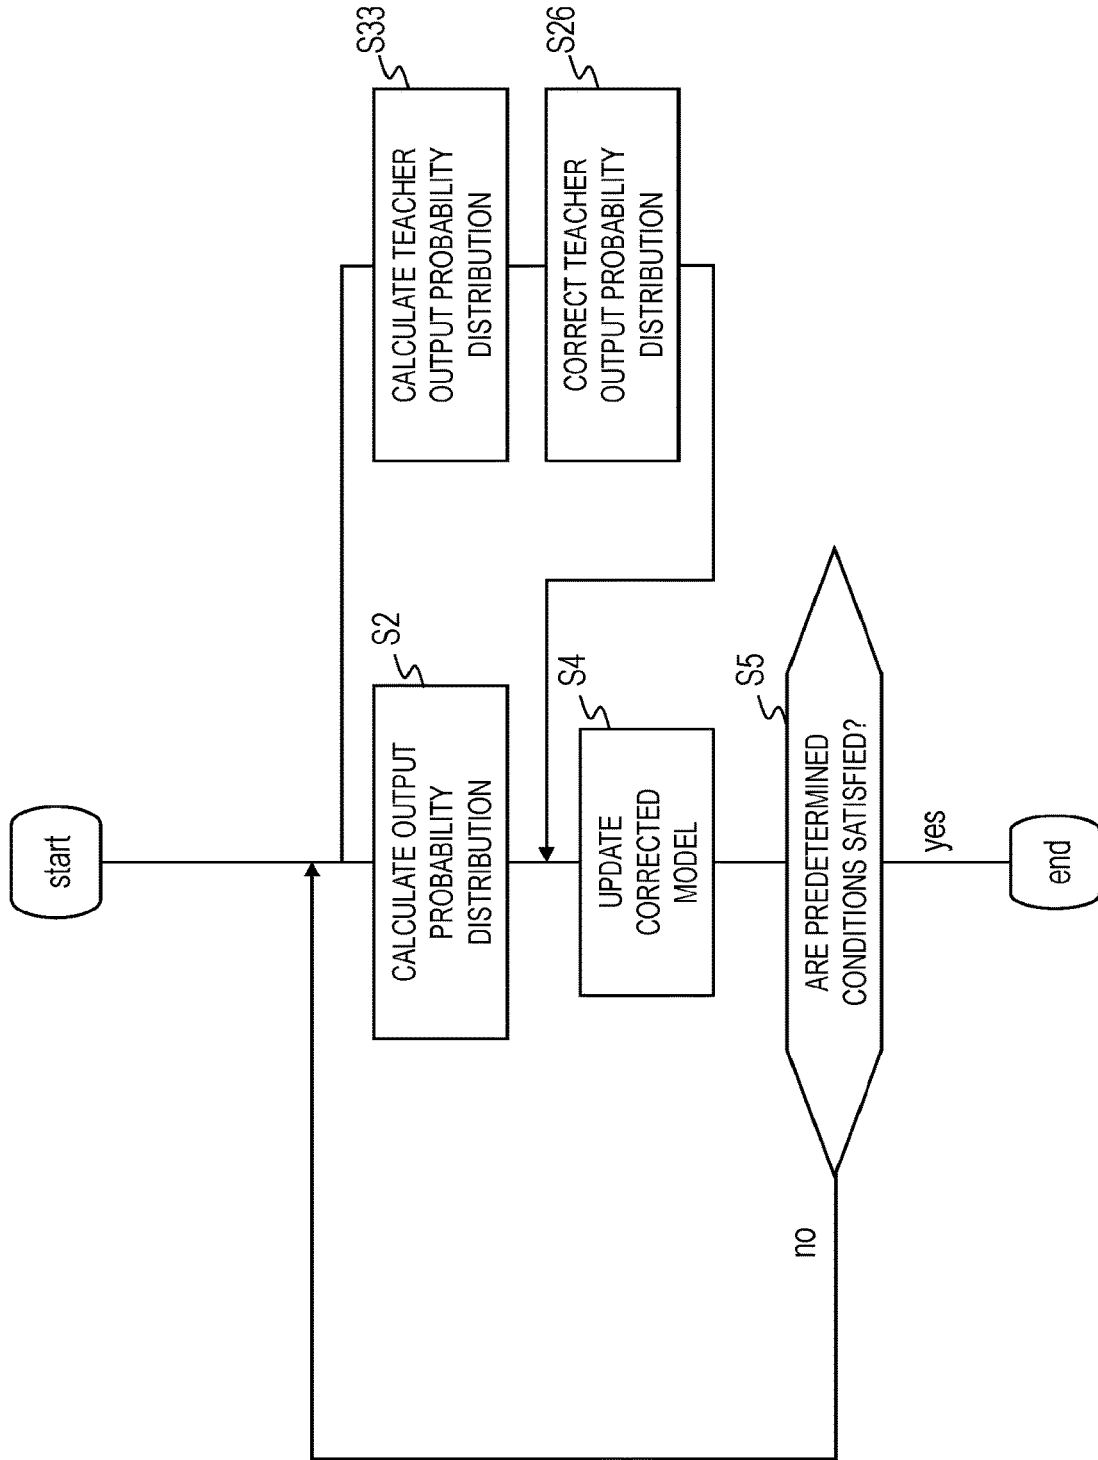 start
S2
CALCULATE OUTPUT
PROBABILITY
DISTRIBUTION
S33
CALCULATE TEACHER
OUTPUT PROBABILITY
DISTRIBUTION
S26
CORRECT TEACHER
OUTPUT PROBABILITY
DISTRIBUTION
S4
UPDATE
CORRECTED
MODEL
S5
ARE PREDETERMINED
CONDITIONS SATISFIED?
no
yes
end